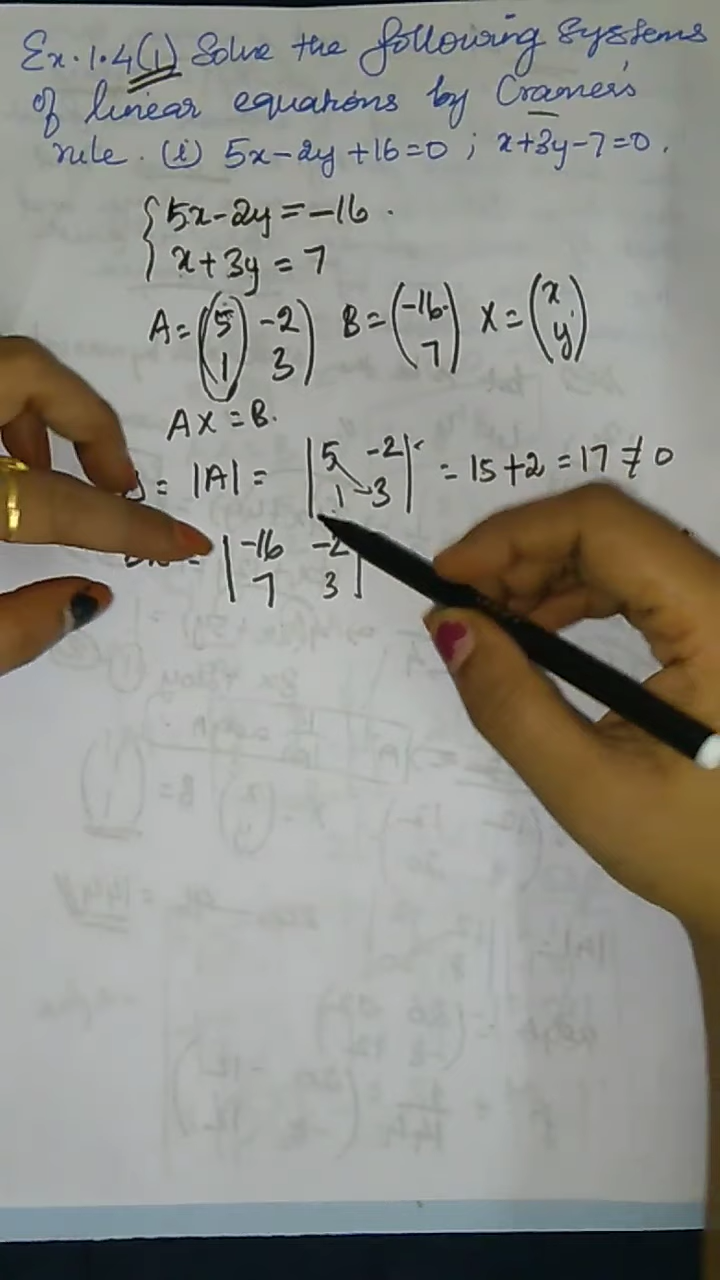 Ex. 1.4(1) Solve the following systems
of linear equations by Cramer's
rule. (i) 5x-2y+16=0 ; x+3y-7=0.
5x-2y = -16.
x+3y = 7
A = (5 -2 B = (-16 X = (x
1 3) 7) y)
AX = B.
= |A| = |5 -2| = 15+2 = 17 ≠ 0
1 3
= |-16 -2
7 3|